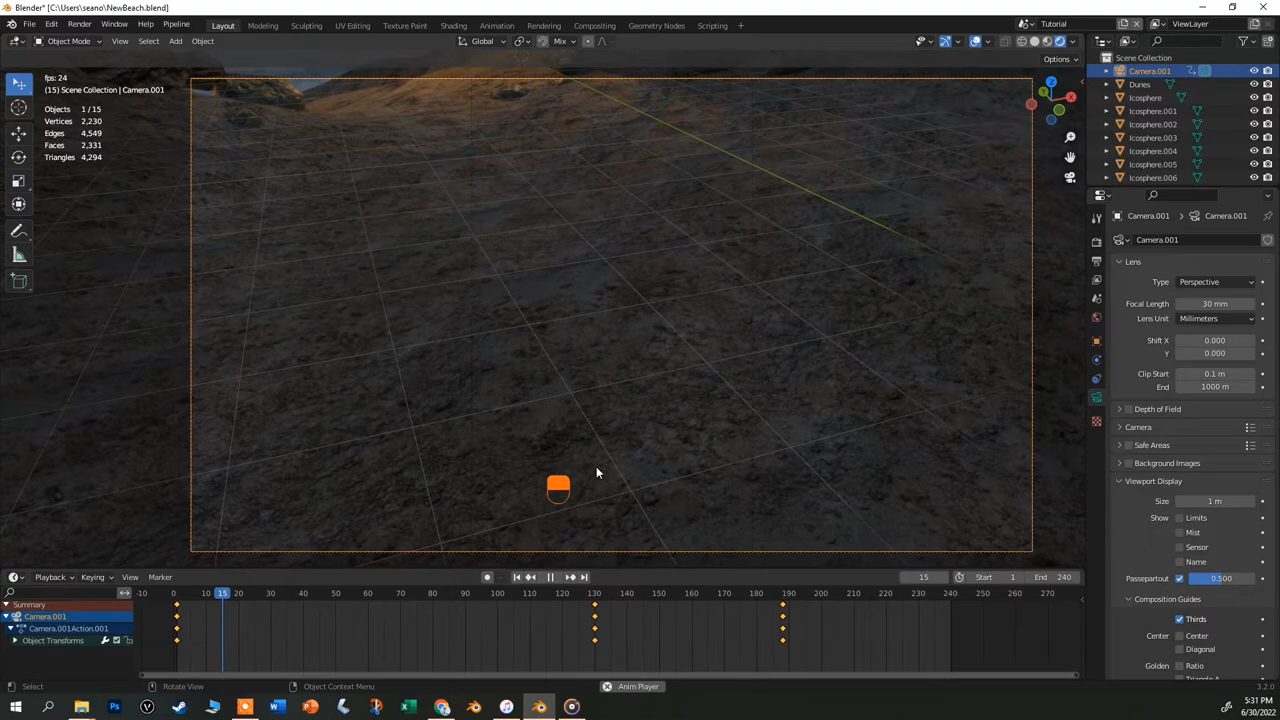 Blender* [C:\Users\seano\NewBeach.blend]
File Edit Render Window Help Pipeline Layout Modeling Sculpting UV Editing Texture Paint Shading Animation Rendering Compositing Geometry Nodes Scripting + Tutorial ViewLayer
Object Mode View Select Add Object Global Mix
Options
fps: 24
(15) Scene Collection | Camera.001
Objects 1 / 15
Vertices 2,230
Edges 4,549
Faces 2,331
Triangles 4,294
Z
X
Y
Scene Collection
Camera.001
Dunes
Icosphere
Icosphere.001
Icosphere.002
Icosphere.003
Icosphere.004
Icosphere.005
Icosphere.006
Camera.001 > Camera.001
Camera.001
Lens
Type Perspective
Focal Length 30 mm
Lens Unit Millimeters
Shift X 0.000
Y 0.000
Clip Start 0.1 m
End 1000 m
Depth of Field
Camera
Safe Areas
Background Images
Viewport Display
Size 1 m
Show Limits
Mist
Sensor
Name
Passepartout 0.500
Composition Guides
Thirds
Center Center
Diagonal
Golden Ratio
Playback Keying View Marker 15 Start 1 End 240
-10 0 10 15 20 30 40 50 60 70 80 90 100 110 120 130 140 150 160 170 180 190 200 210 220 230 240 250 260 270
Summary
Camera.001
Camera.001Action.001
Object Transforms
Select Rotate View Object Context Menu Anim Player 3.2.0
5:31 PM
6/30/2022